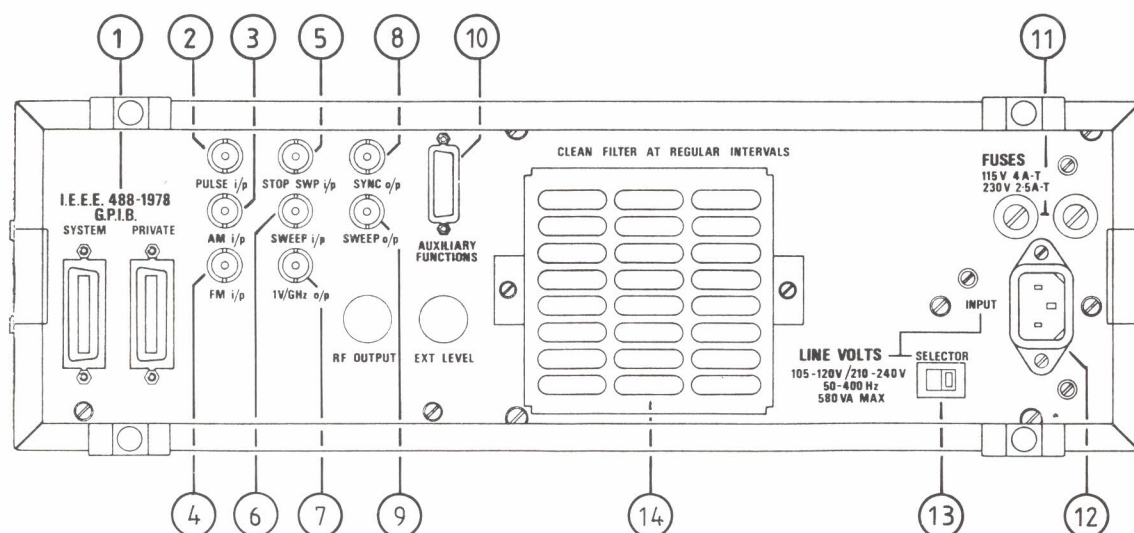 1 2 3 5 8 10 11
CLEAN FILTER AT REGULAR INTERVALS
FUSES
115V 4A-T
230V 2·5A-T
PULSE i/p STOP SWP i/p SYNC o/p
I.E.E.E. 488-1978
G.P.I.B.
SYSTEM PRIVATE
AM i/p SWEEP i/p SWEEP o/p
AUXILIARY
FUNCTIONS
FM i/p 1V/GHz o/p
INPUT
RF OUTPUT EXT LEVEL
LINE VOLTS SELECTOR
105-120V/210-240V
50-400Hz
580 VA MAX
4 6 7 9 14 13 12